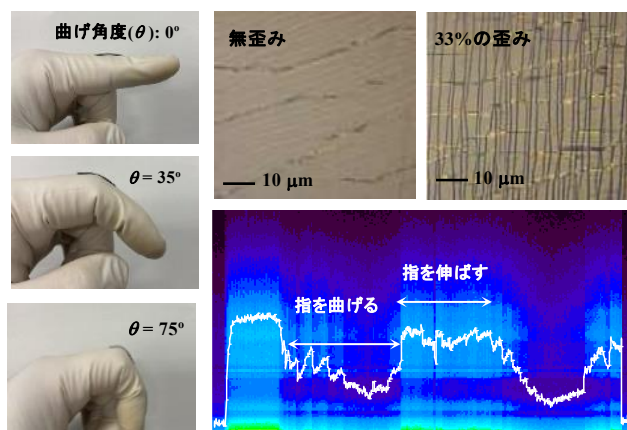 曲げ角度(θ): 0º
θ = 35º
θ = 75º
無歪み
10 μm
33%の歪み
10 μm
指を曲げる
指を伸ばす